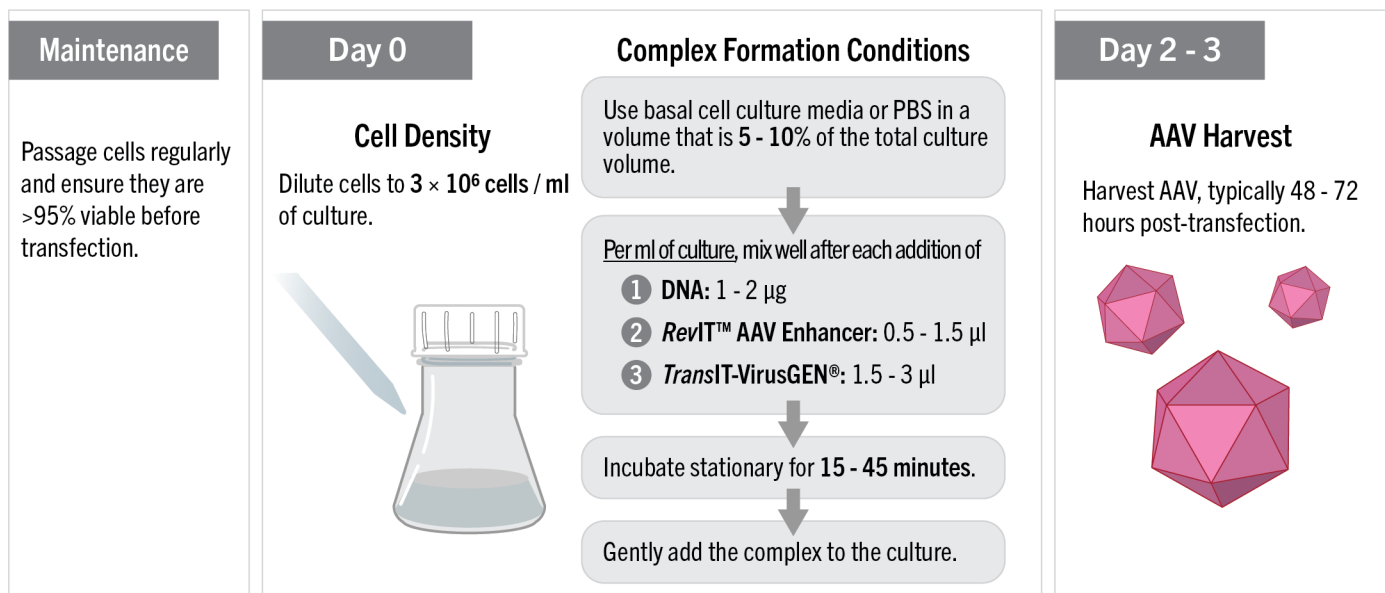 Maintenance
Passage cells regularly
and ensure they are
>95% viable before
transfection.
Day 0
Cell Density
Dilute cells to 3 × 10⁶ cells / ml
of culture.
Complex Formation Conditions
Use basal cell culture media or PBS in a
volume that is 5 - 10% of the total culture
volume.
Per ml of culture, mix well after each addition of
1 DNA: 1 - 2 µg
2 RevIT™ AAV Enhancer: 0.5 - 1.5 µl
3 TransIT-VirusGEN®: 1.5 - 3 µl
Incubate stationary for 15 - 45 minutes.
Gently add the complex to the culture.
Day 2 - 3
AAV Harvest
Harvest AAV, typically 48 - 72
hours post-transfection.